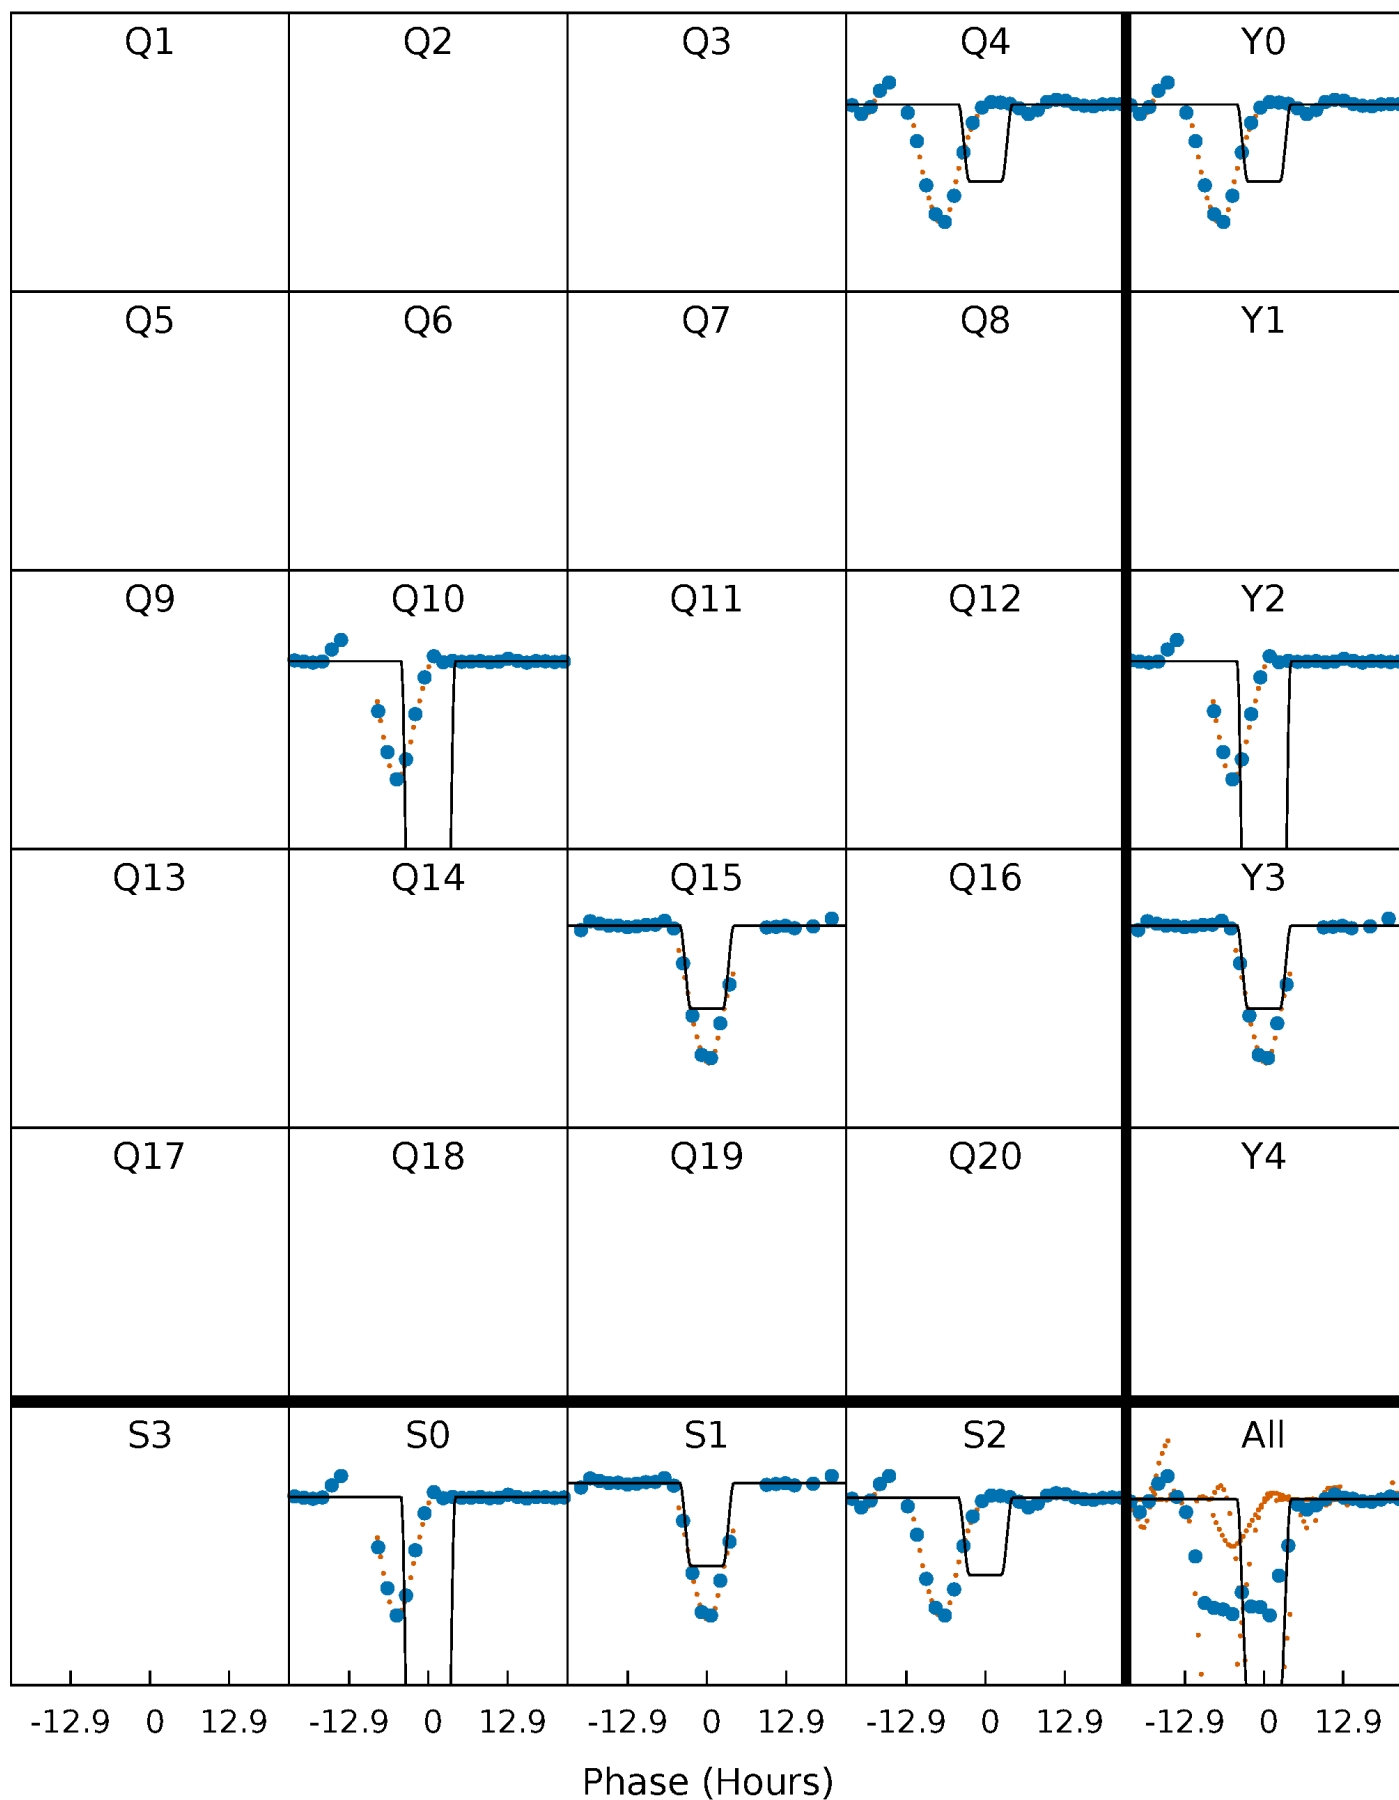 Q1 Q2 Q3 Q4 Y0
Q5 Q6 Q7 Q8 Y1
Q9 Q10 Q11 Q12 Y2
Q13 Q14 Q15 Q16 Y3
Q17 Q18 Q19 Q20 Y4
S3 S0 S1 S2 All
-12.9 0 12.9 -12.9 0 12.9 -12.9 0 12.9 -12.9 0 12.9 -12.9 0 12.9
Phase (Hours)